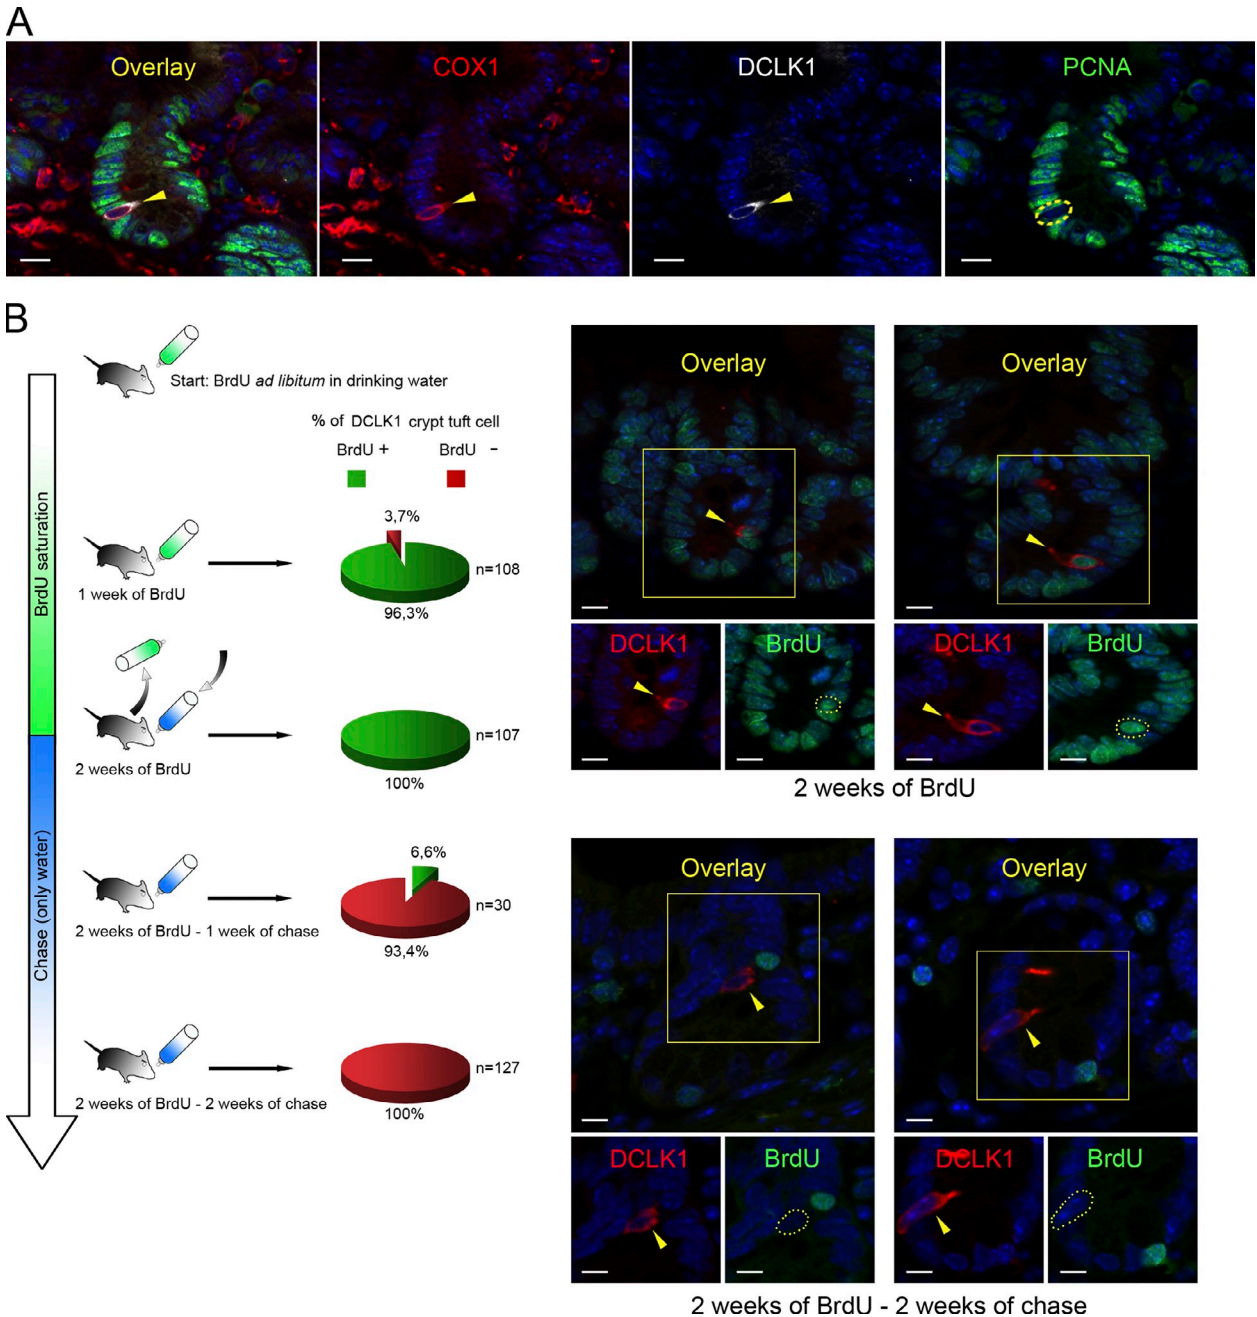 A
Overlay
COX1
DCLK1
PCNA
B
Start: BrdU ad libitum in drinking water
% of DCLK1 crypt tuft cell
BrdU +
BrdU -
BrdU saturation
3,7%
n=108
96,3%
1 week of BrdU
n=107
100%
2 weeks of BrdU
Chase (only water)
6,6%
n=30
93,4%
2 weeks of BrdU - 1 week of chase
n=127
100%
2 weeks of BrdU - 2 weeks of chase
Overlay
Overlay
DCLK1
BrdU
DCLK1
BrdU
2 weeks of BrdU
Overlay
Overlay
DCLK1
BrdU
DCLK1
BrdU
2 weeks of BrdU - 2 weeks of chase